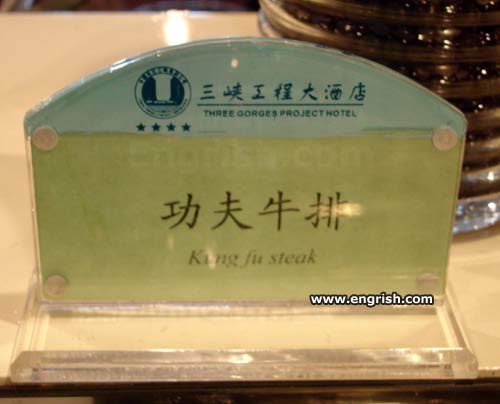 三峡工程大酒店
THREE GORGES PROJECT HOTEL
功夫牛排
Kung fu steak
www.engrish.com